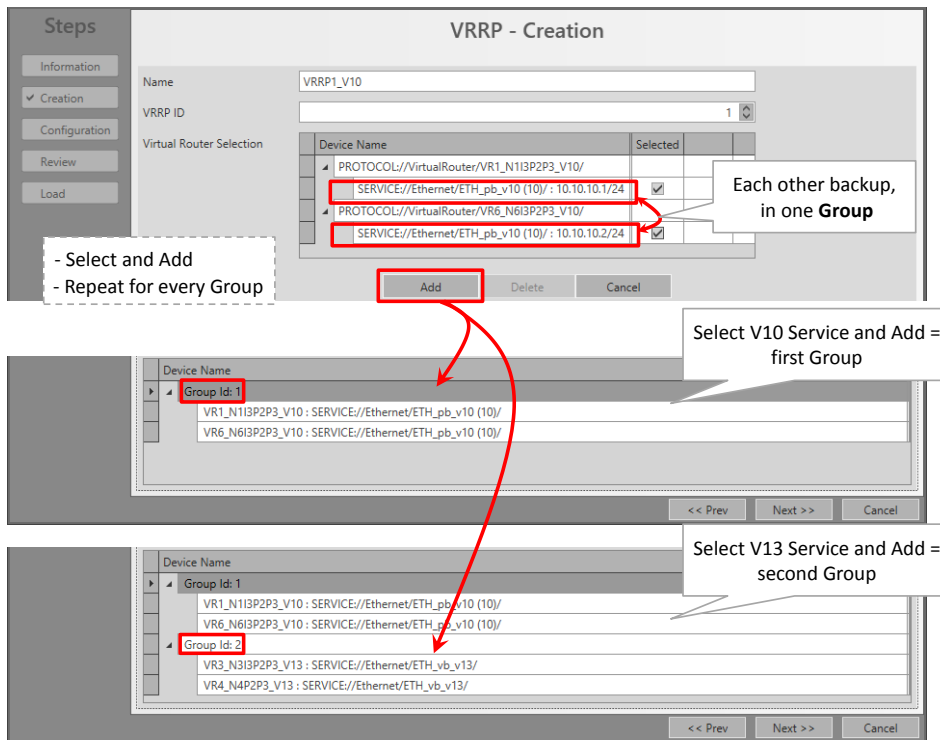 Steps
VRRP - Creation
Information
Creation
Configuration
Review
Load
Name
VRRP1_V10
VRRP ID
1
Virtual Router Selection
Device Name
Selected
PROTOCOL://VirtualRouter/VR1_N1I3P2P3_V10/
SERVICE://Ethernet/ETH_pb_v10 (10)/ : 10.10.10.1/24
PROTOCOL://VirtualRouter/VR6_N6I3P2P3_V10/
SERVICE://Ethernet/ETH_pb_v10 (10)/ : 10.10.10.2/24
Each other backup,
in one Group
- Select and Add
- Repeat for every Group
Add
Delete
Cancel
Select V10 Service and Add =
first Group
Device Name
Group Id: 1
VR1_N1I3P2P3_V10 : SERVICE://Ethernet/ETH_pb_v10 (10)/
VR6_N6I3P2P3_V10 : SERVICE://Ethernet/ETH_pb_v10 (10)/
<< Prev
Next >>
Cancel
Select V13 Service and Add =
second Group
Device Name
Group Id: 1
VR1_N1I3P2P3_V10 : SERVICE://Ethernet/ETH_pb_v10 (10)/
VR6_N6I3P2P3_V10 : SERVICE://Ethernet/ETH_pb_v10 (10)/
Group Id: 2
VR3_N3I3P2P3_V13 : SERVICE://Ethernet/ETH_vb_v13/
VR4_N4P2P3_V13 : SERVICE://Ethernet/ETH_vb_v13/
<< Prev
Next >>
Cancel